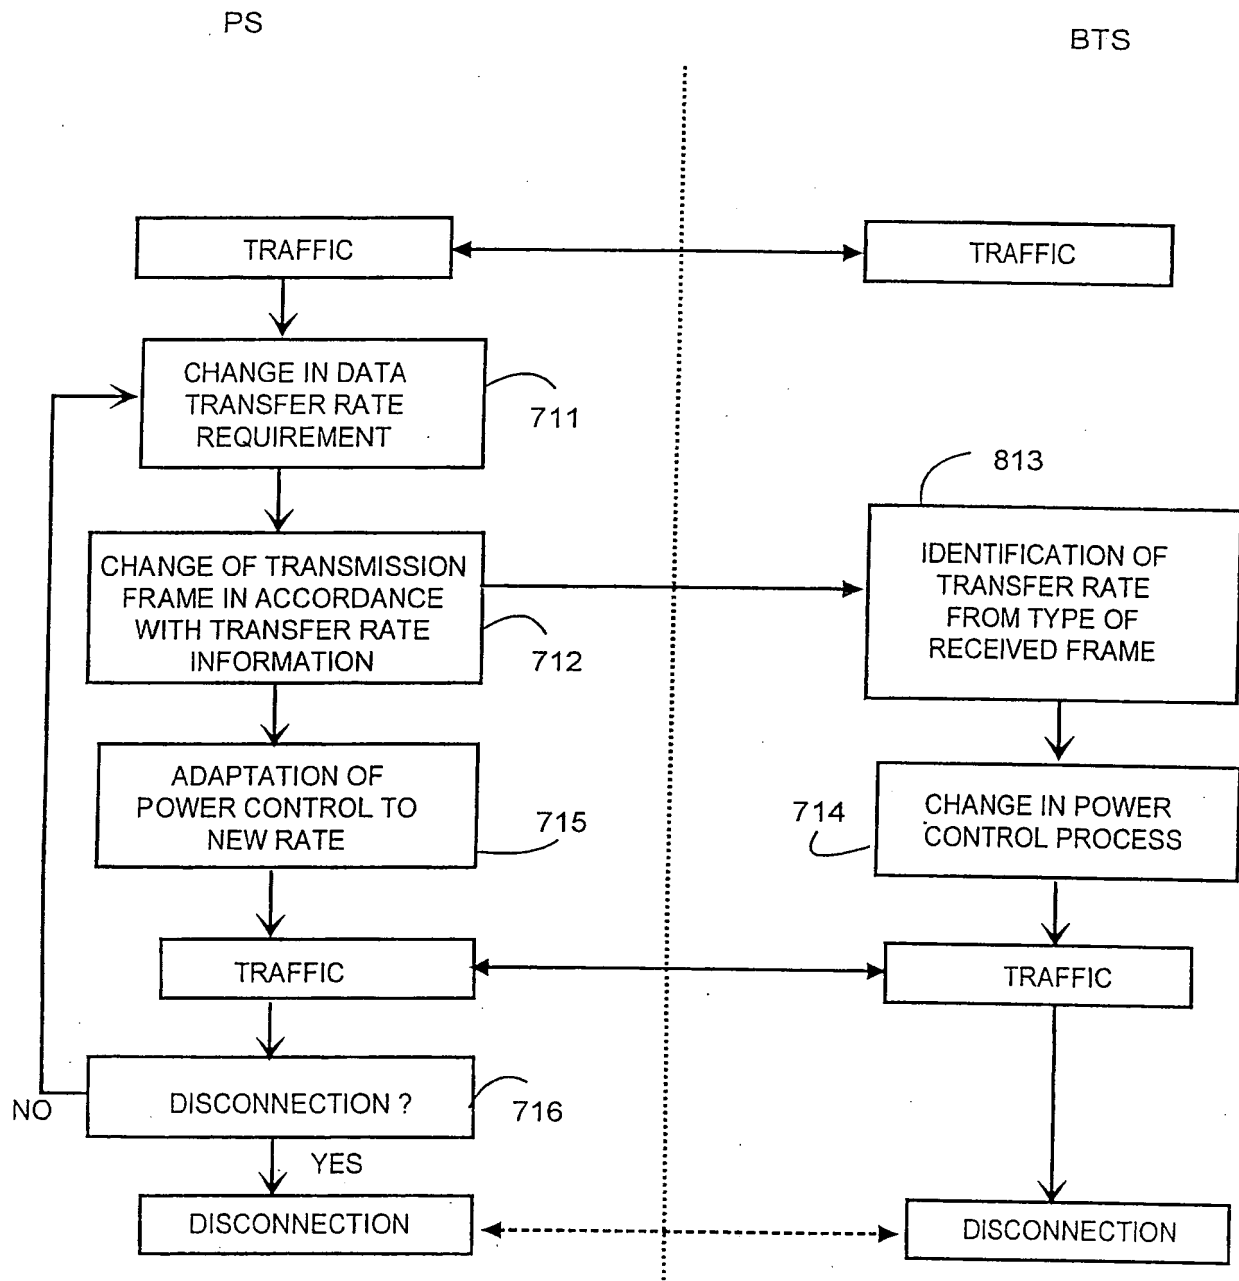 PS
BTS
TRAFFIC
TRAFFIC
CHANGE IN DATA
TRANSFER RATE
REQUIREMENT
711
813
CHANGE OF TRANSMISSION
FRAME IN ACCORDANCE
WITH TRANSFER RATE
INFORMATION
712
IDENTIFICATION OF
TRANSFER RATE
FROM TYPE OF
RECEIVED FRAME
ADAPTATION OF
POWER CONTROL TO
NEW RATE
715
714
CHANGE IN POWER
CONTROL PROCESS
TRAFFIC
TRAFFIC
DISCONNECTION ?
716
NO
YES
DISCONNECTION
DISCONNECTION